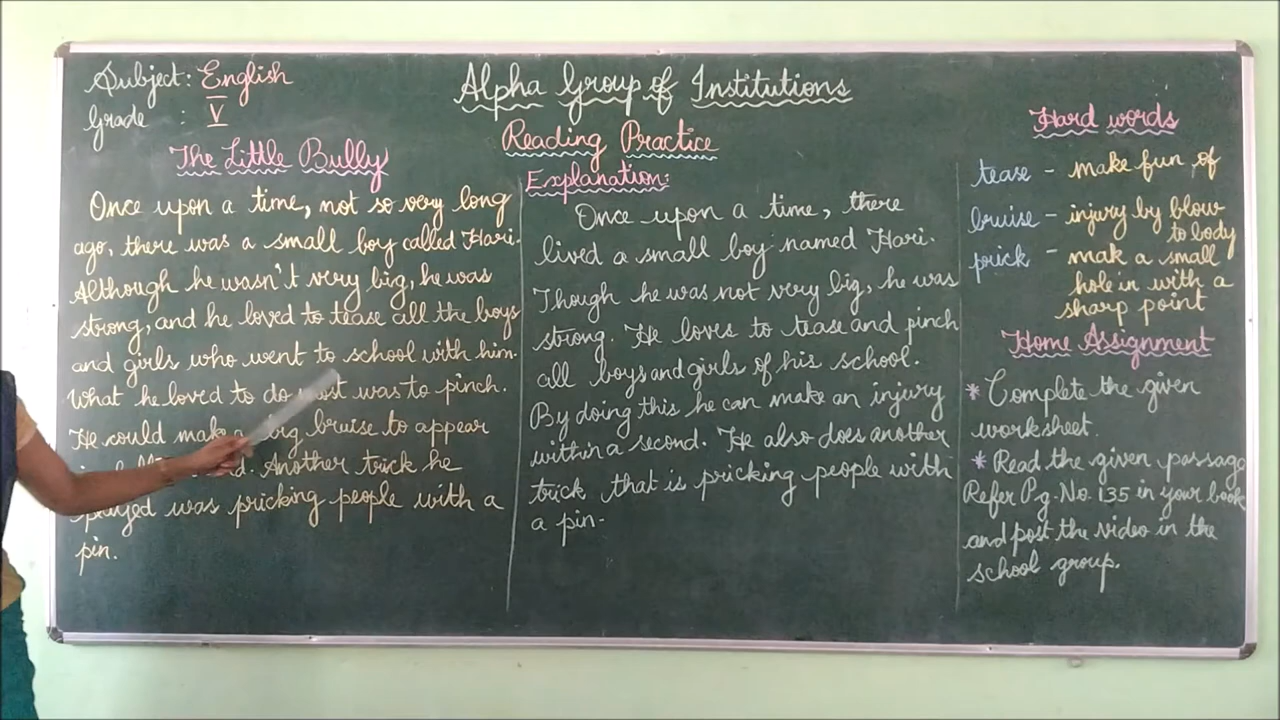 Subject: English
Grade : V
Alpha Group of Institutions
Reading Practice
The Little Bully
Once upon a time, not so very long
ago, there was a small boy called Hari.
Although he wasn't very big, he was
strong, and he loved to tease all the boys
and girls who went to school with him.
What he loved to do most was to pinch.
He could make a big bruise to appear
Another trick he
played was pricking people with a
pin.
Explanation:
Once upon a time, there
lived a small boy named Hari.
Though he was not very big, he was
strong. He loves to tease and pinch
all boys and girls of his school.
By doing this he can make an injury
within a second. He also does another
trick that is pricking people with
a pin.
Hard words
tease - make fun of
bruise - injury by blow
to body
prick - make a small
hole in with a
sharp point
Home Assignment
* Complete the given
worksheet.
* Read the given passage
Refer Pg. No. 135 in your book
and post the video in the
school group.